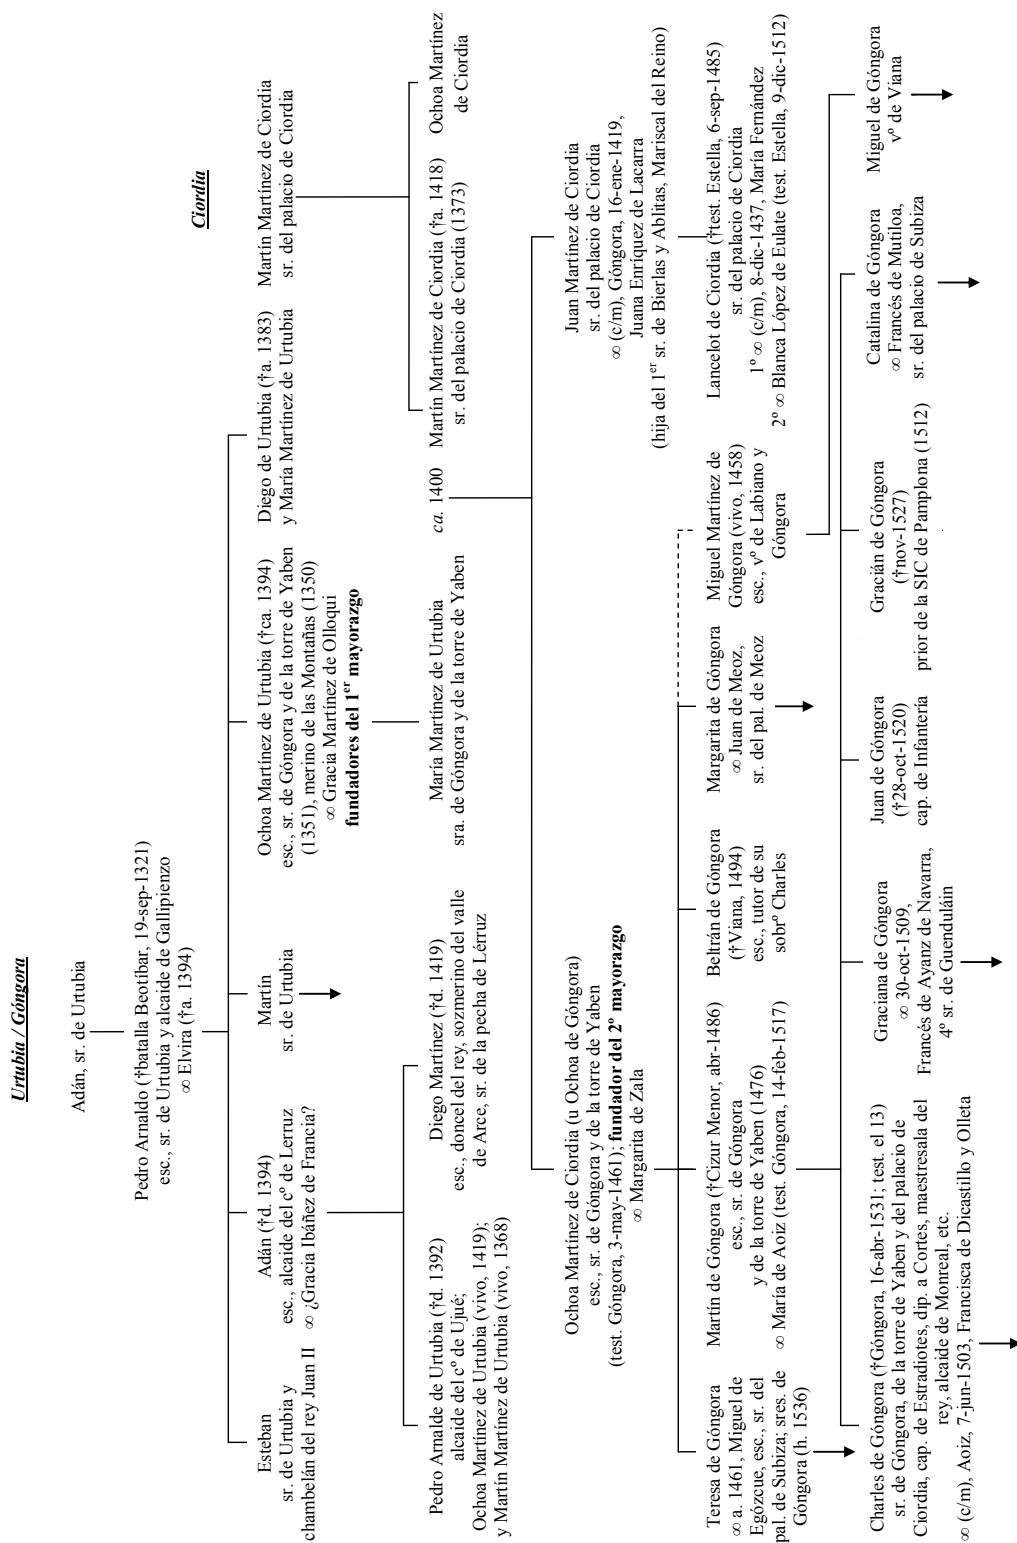 Urtubia / Góngora
Adán, sr. de Urtubia
Pedro Arnaldo (†batalla Beotíbar, 19-sep-1321)
esc., sr. de Urtubia y alcaide de Gallipienzo
∞ Elvira (†a. 1394)
Ciordia
Esteban
sr. de Urtubia y
chambelán del rey Juan II
Adán (†d. 1394)
esc., alcaide del cº de Lerruz
∞ ¿Gracia Ibáñez de Francia?
Martín
sr. de Urtubia
Ochoa Martínez de Urtubia (†ca. 1394)
esc., sr. de Góngora y de la torre de Yaben
(1351), merino de las Montañas (1350)
∞ Gracia Martínez de Olloqui
fundadores del 1er mayorazgo
Diego de Urtubia (†a. 1383)
y María Martínez de Urtubia
Martín Martínez de Ciordia
sr. del palacio de Ciordia
Pedro Arnalde de Urtubia (†d. 1392)
alcaide del cº de Ujué;
Ochoa Martínez de Urtubia (vivo, 1419);
y Martín Martínez de Urtubia (vivo, 1368)
Diego Martínez (†d. 1419)
esc., doncel del rey, sozmerino del valle
de Arce, sr. de la pecha de Lérruz
María Martínez de Urtubia
sra. de Góngora y de la torre de Yaben
ca. 1400
Martín Martínez de Ciordia (†a. 1418)
sr. del palacio de Ciordia (1373)
Ochoa Martínez
de Ciordia
Ochoa Martínez de Ciordia (u Ochoa de Góngora)
esc., sr. de Góngora y de la torre de Yaben
(test. Góngora, 3-may-1461); fundador del 2º mayorazgo
∞ Margarita de Zala
Juan Martínez de Ciordia
sr. del palacio de Ciordia
∞ (c/m), Góngora, 16-ene-1419,
Juana Enríquez de Lacarra
(hija del 1er sr. de Bierlas y Ablitas, Mariscal del Reino)
Teresa de Góngora
∞ a. 1461, Miguel de
Egózcue, esc., sr. del
pal. de Subiza; sres. de
Góngora (h. 1536)
Martín de Góngora (†Cizur Menor, abr-1486)
esc., sr. de Góngora
y de la torre de Yaben (1476)
∞ María de Aoiz (test. Góngora, 14-feb-1517)
Beltrán de Góngora
(†Viana, 1494)
esc., tutor de su
sobrº Charles
Margarita de Góngora
∞ Juan de Meoz,
sr. del pal. de Meoz
Miguel Martínez de
Góngora (vivo, 1458)
esc., vº de Labiano y
Góngora
Lancelot de Ciordia (†test. Estella, 6-sep-1485)
sr. del palacio de Ciordia
1º ∞ (c/m), 8-dic-1437, María Fernández
2º ∞ Blanca López de Eulate (test. Estella, 9-dic-1512)
Charles de Góngora (†Góngora, 16-abr-1531; test. el 13)
sr. de Góngora, de la torre de Yaben y del palacio de
Ciordia, cap. de Estradiotes, dip. a Cortes, maestresala del
rey, alcaide de Monreal, etc.
∞ (c/m), Aoiz, 7-jun-1503, Francisca de Dicastillo y Olleta
Graciana de Góngora
∞ 30-oct-1509,
Francés de Ayanz de Navarra,
4º sr. de Guenduláin
Juan de Góngora
(†28-oct-1520)
cap. de Infantería
Gracián de Góngora
(†nov-1527)
prior de la SIC de Pamplona (1512)
Catalina de Góngora
∞ Francés de Mutiloa,
sr. del palacio de Subiza
Miguel de Góngora
vº de Viana